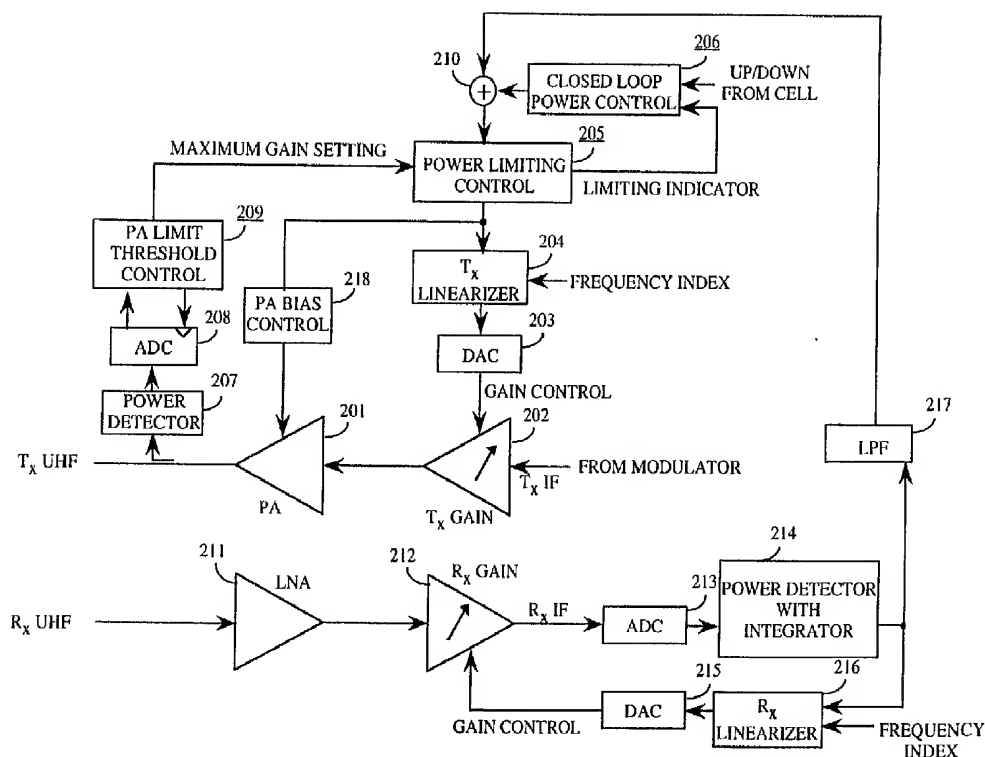 206
210
CLOSED LOOP
POWER CONTROL
UP/DOWN
FROM CELL
205
MAXIMUM GAIN SETTING
POWER LIMITING
CONTROL
LIMITING INDICATOR
209
PA LIMIT
THRESHOLD
CONTROL
218
204
TX
LINEARIZER
FREQUENCY INDEX
PA BIAS
CONTROL
208
ADC
203
DAC
207
POWER
DETECTOR
GAIN CONTROL
201
202
217
LPF
TX UHF
FROM MODULATOR
TX IF
PA
TX GAIN
214
211
LNA
212
RX GAIN
213
POWER DETECTOR
WITH
INTEGRATOR
RX UHF
RX IF
ADC
215
216
GAIN CONTROL
DAC
RX
LINEARIZER
FREQUENCY
INDEX